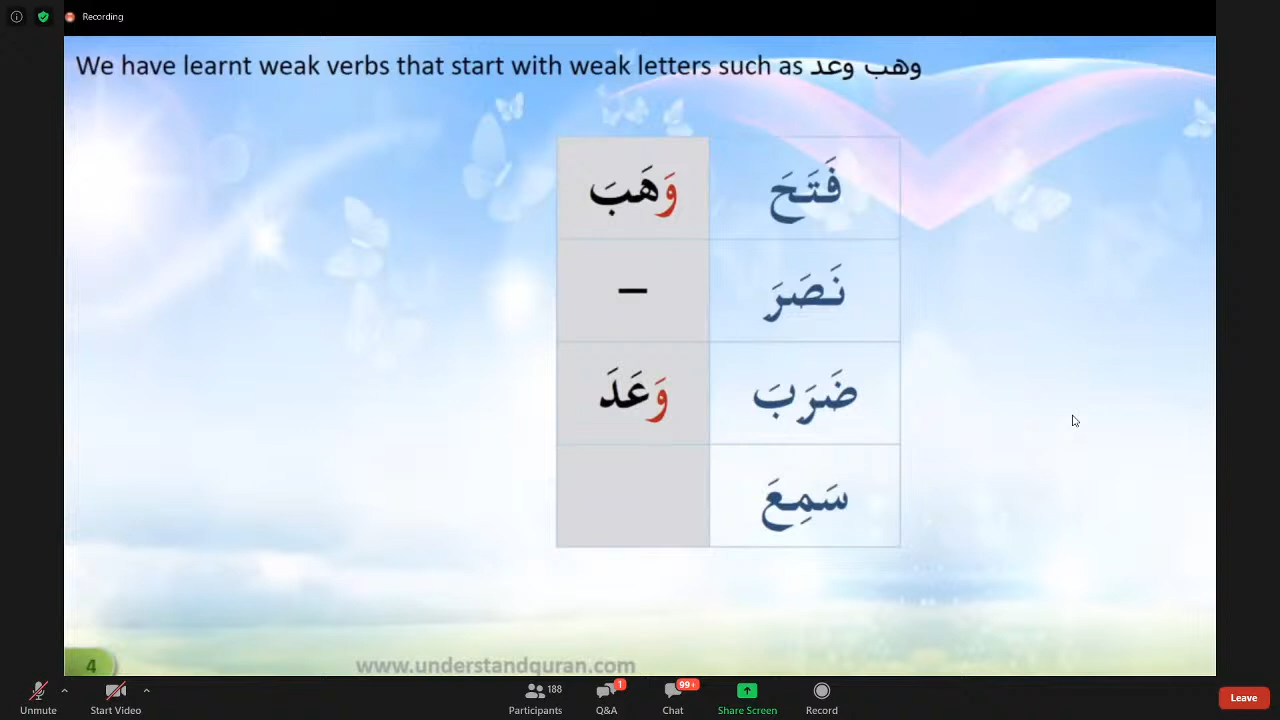 Recording
We have learnt weak verbs that start with weak letters such as وهب وعد
فَتَحَ وَهَبَ
نَصَرَ –
ضَرَبَ وَعَدَ
سَمِعَ
4 www.understandquran.com
Unmute Start Video Participants 188 Q&A 1 Chat 99+ Share Screen Record Leave